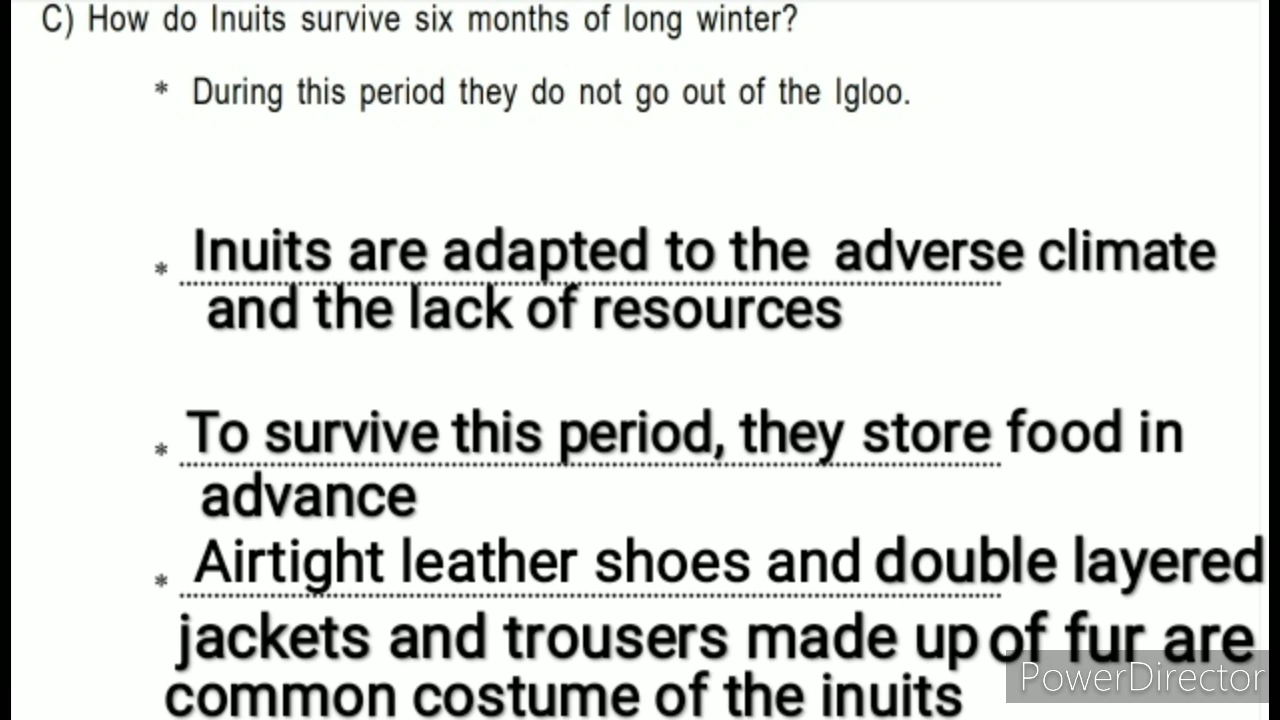 C) How do Inuits survive six months of long winter?
* During this period they do not go out of the Igloo.
* Inuits are adapted to the adverse climate
and the lack of resources
* To survive this period, they store food in
advance
* Airtight leather shoes and double layered
jackets and trousers made up of fur are
common costume of the inuits
PowerDirector